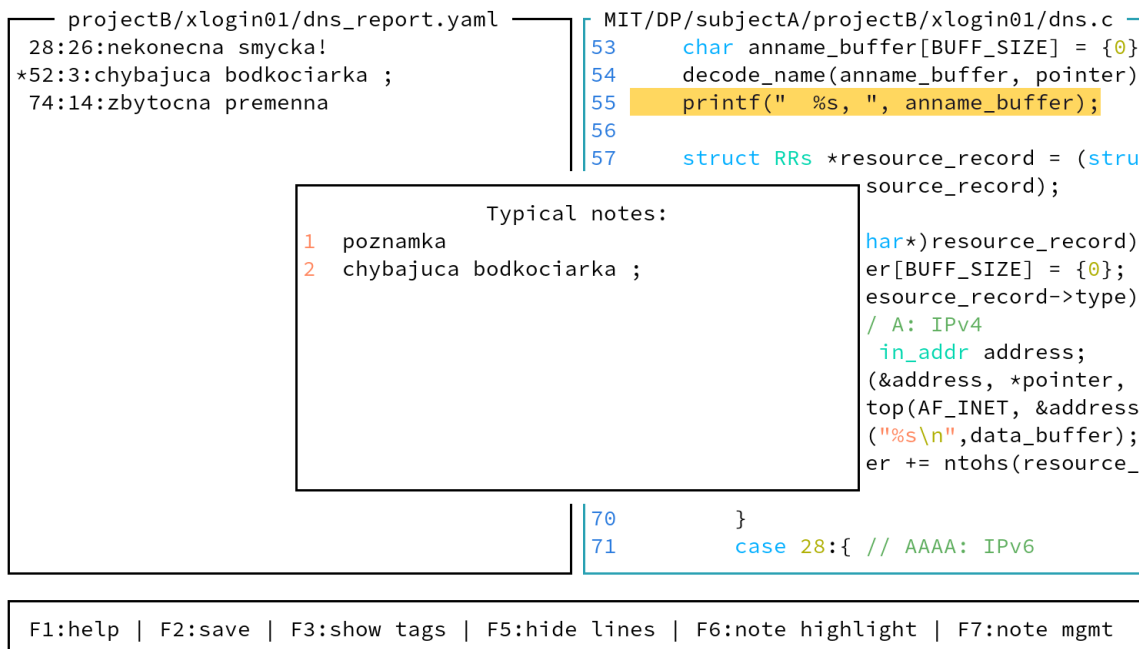 projectB/xlogin01/dns_report.yaml
28:26:nekonecna smycka!
*52:3:chybajuca bodkociarka ;
74:14:zbytocna premenna
MIT/DP/subjectA/projectB/xlogin01/dns.c
53 char anname_buffer[BUFF_SIZE] = {0}
54 decode_name(anname_buffer, pointer)
55 printf("  %s, ", anname_buffer);
56
57 struct RRs *resource_record = (stru
source_record);
har*)resource_record)
er[BUFF_SIZE] = {0};
esource_record->type)
/ A: IPv4
in_addr address;
(&address, *pointer,
top(AF_INET, &address
("%s\n",data_buffer);
er += ntohs(resource_
70 }
71 case 28:{ // AAAA: IPv6
Typical notes:
1 poznamka
2 chybajuca bodkociarka ;
F1:help | F2:save | F3:show tags | F5:hide lines | F6:note highlight | F7:note mgmt